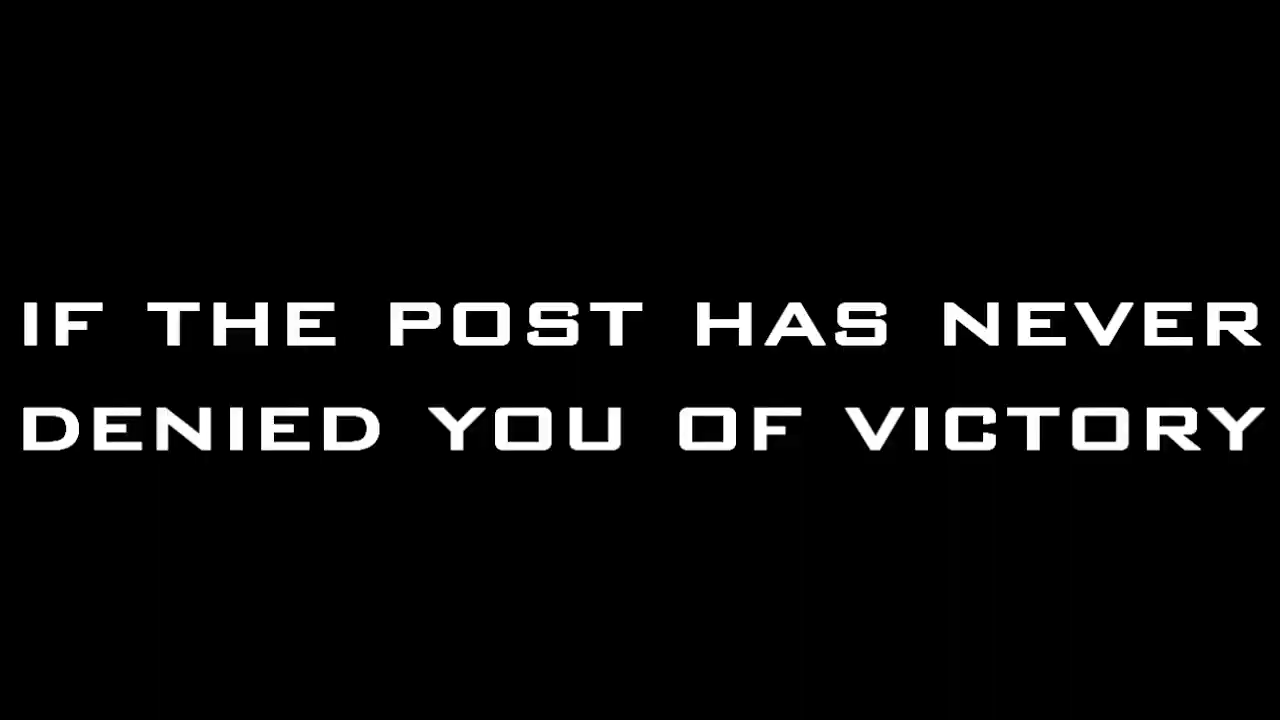 IF THE POST HAS NEVER
DENIED YOU OF VICTORY